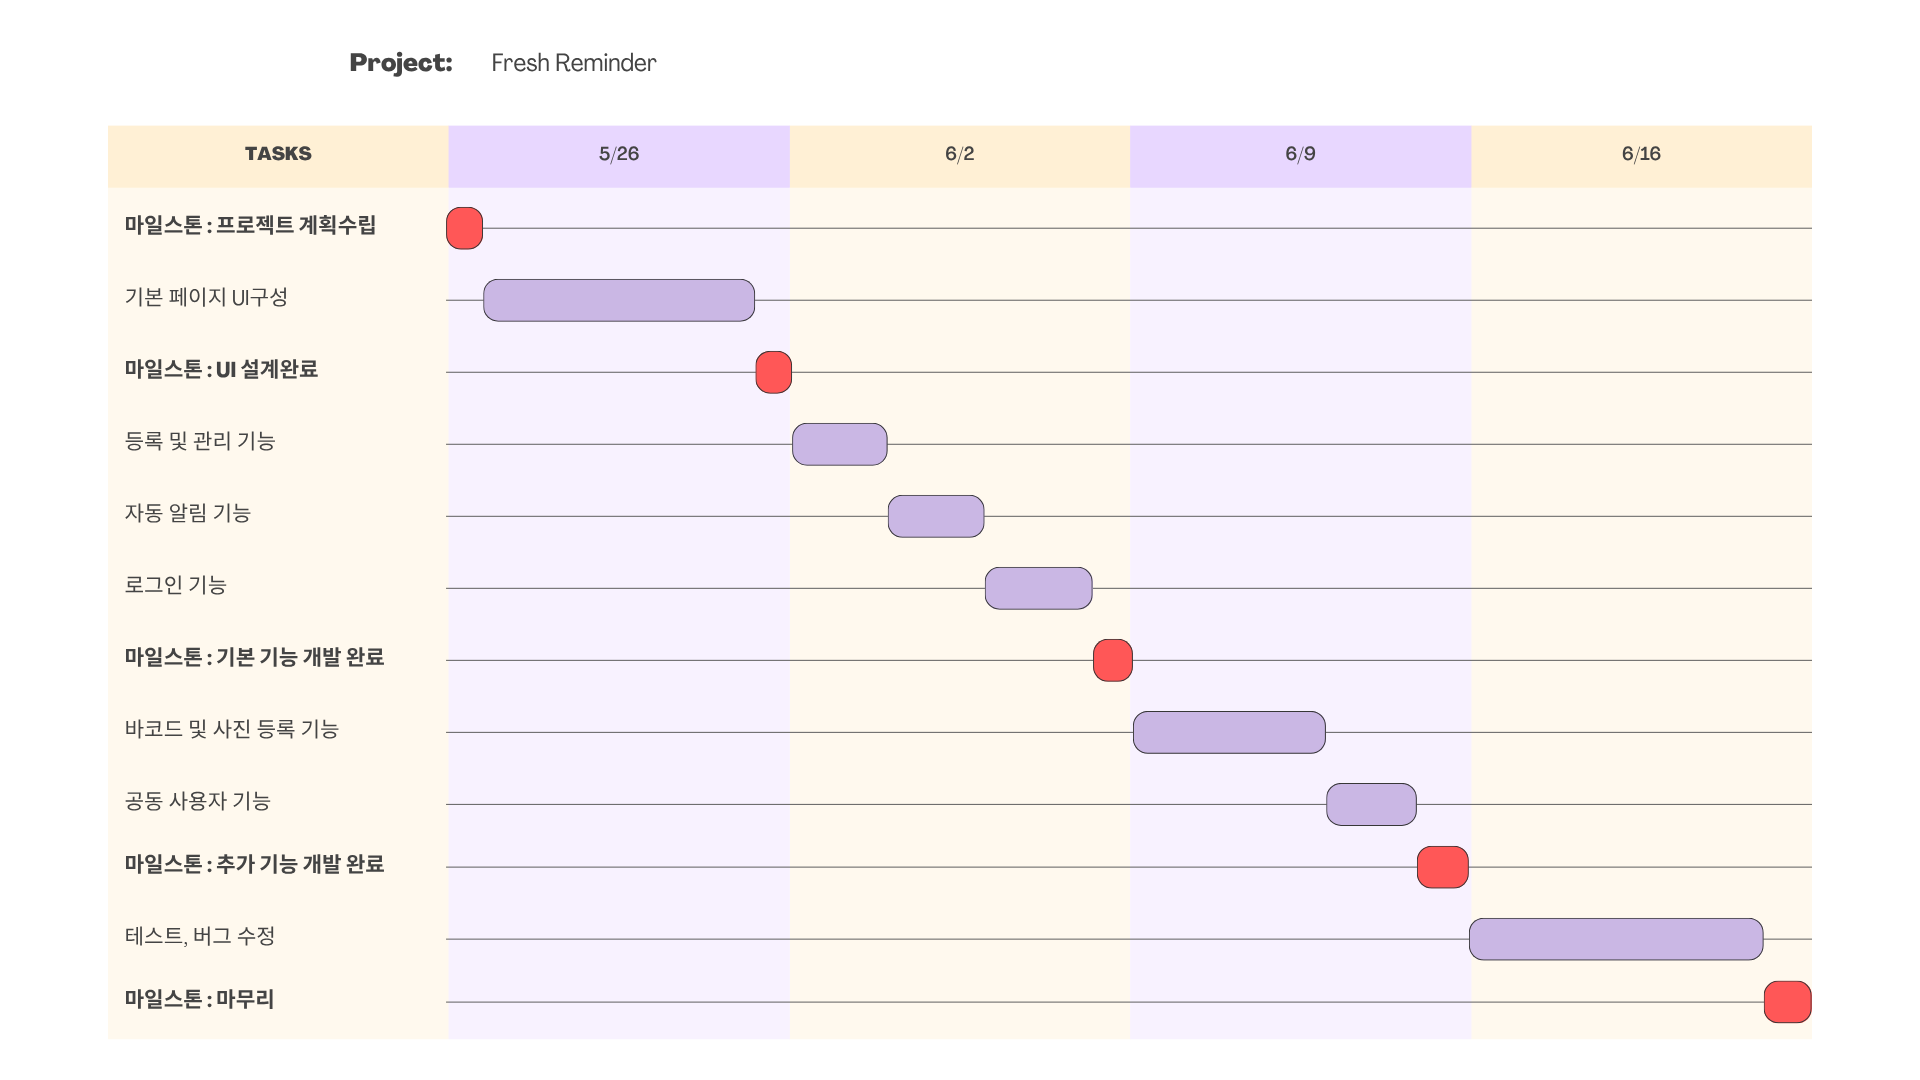 Project: Fresh Reminder
TASKS 5/26 6/2 6/9 6/16
마일스톤 : 프로젝트 계획수립
기본 페이지 UI구성
마일스톤 : UI 설계완료
등록 및 관리 기능
자동 알림 기능
로그인 기능
마일스톤 : 기본 기능 개발 완료
바코드 및 사진 등록 기능
공동 사용자 기능
마일스톤 : 추가 기능 개발 완료
테스트, 버그 수정
마일스톤 : 마무리